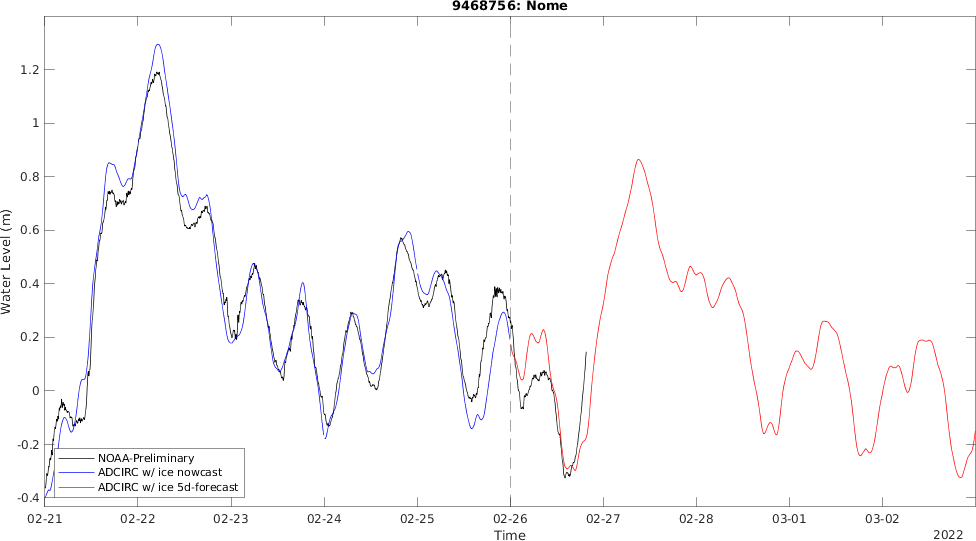 9468756: Nome
Water Level (m)
1.2
1
0.8
0.6
0.4
0.2
0
-0.2
-0.4
NOAA-Preliminary
ADCIRC w/ ice nowcast
ADCIRC w/ ice 5d-forecast
02-21 02-22 02-23 02-24 02-25 02-26 02-27 02-28 03-01 03-02
Time
2022